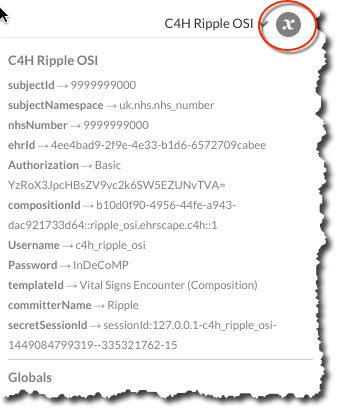 C4H Ripple OSI
x
C4H Ripple OSI
subjectId → 9999999000
subjectNamespace → uk.nhs.nhs_number
nhsNumber → 9999999000
ehrId → 4ee4bad9-2f9e-4e33-b1d6-6572709cabee
Authorization → Basic
YzRoX3JpcHBsZV9vc2k6SW5EZUNvTVA=
compositionId → b10d0f90-4956-44fe-a943-
dac921733d64::ripple_osi.ehrscape.c4h::1
Username → c4h_ripple_osi
Password → InDeCoMP
templateId → Vital Signs Encounter (Composition)
committerName → Ripple
secretSessionId → sessionId:127.0.0.1-c4h_ripple_osi-
1449084799319--335321762-15
Globals